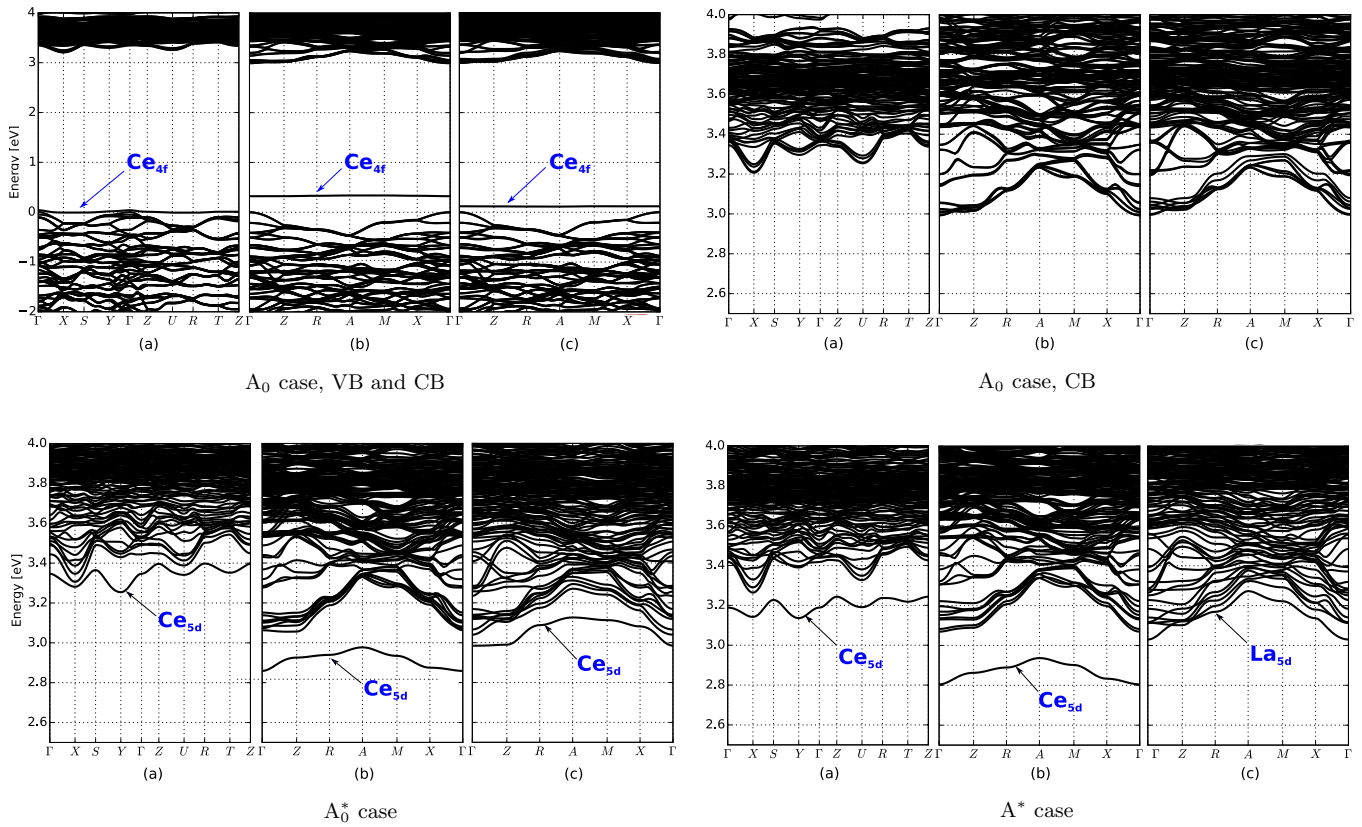 4
3
2
1
0
−1
−2
Energy [eV]
Ce4f
Ce4f
Ce4f
Γ X S Y Γ Z U R T Z
Γ Z R A M X Γ
Γ Z R A M X Γ
(a) (b) (c)
A0 case, VB and CB
4.0
3.8
3.6
3.4
3.2
3.0
2.8
2.6
Γ X S Y Γ Z U R T Z
Γ Z R A M X Γ
Γ Z R A M X Γ
(a) (b) (c)
A0 case, CB
4.0
3.8
3.6
3.4
3.2
3.0
2.8
2.6
Energy [eV]
Ce5d
Ce5d
Ce5d
Γ X S Y Γ Z U R T Z
Γ Z R A M X Γ
Γ Z R A M X Γ
(a) (b) (c)
A*0 case
4.0
3.8
3.6
3.4
3.2
3.0
2.8
2.6
Ce5d
Ce5d
La5d
Γ X S Y Γ Z U R T Z
Γ Z R A M X Γ
Γ Z R A M X Γ
(a) (b) (c)
A* case